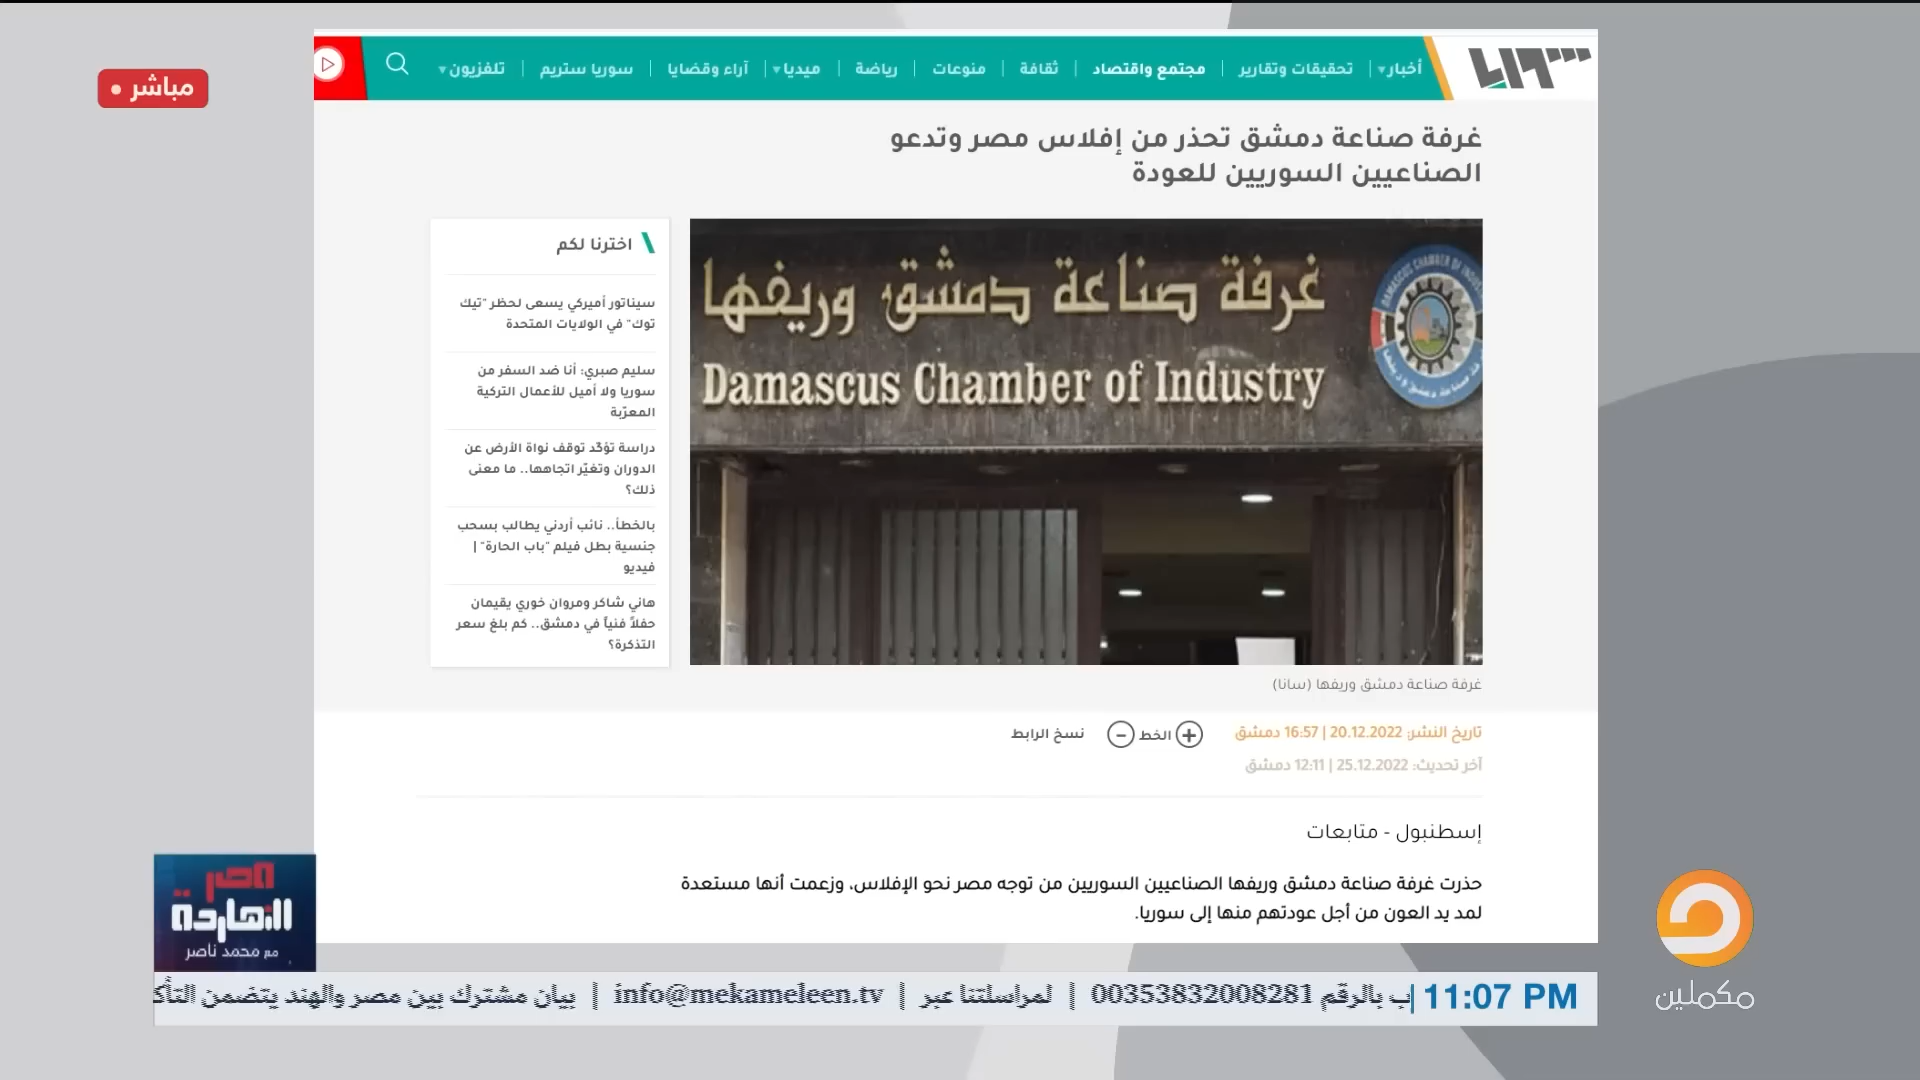 مباشر
أخبار
تحقيقات وتقارير
مجتمع واقتصاد
ثقافة
منوعات
رياضة
ميديا
آراء وقضايا
سوريا ستريم
تلفزيون
غرفة صناعة دمشق تحذر من إفلاس مصر وتدعو
الصناعيين السوريين للعودة
غرفة صناعة دمشق وريفها
Damascus Chamber of Industry
غرفة صناعة دمشق وريفها (سانا)
اخترنا لكم
سيناتور أميركي يسعى لحظر "تيك
توك" في الولايات المتحدة
سليم صبري: أنا ضد السفر من
سوريا ولا أميل للأعمال التركية
المعرّبة
دراسة تؤكّد توقف نواة الأرض عن
الدوران وتغيّر اتجاهها.. ما معنى
ذلك؟
بالخطأ.. نائب أردني يطالب بسحب
جنسية بطل فيلم "باب الحارة" |
فيديو
هاني شاكر ومروان خوري يقيمان
حفلاً فنياً في دمشق.. كم بلغ سعر
التذكرة؟
تاريخ النشر: 20.12.2022 | 16:57 دمشق
آخر تحديث: 25.12.2022 | 12:11 دمشق
+ الخط -
نسخ الرابط
إسطنبول - متابعات
حذرت غرفة صناعة دمشق وريفها الصناعيين السوريين من توجه مصر نحو الإفلاس، وزعمت أنها مستعدة
لمد يد العون من أجل عودتهم منها إلى سوريا.
مصر
النهاردة
مع محمد ناصر
مكملين
11:07 PM
ب بالرقم 00353832008281 | لمراسلتنا عبر | info@mekameleen.tv | بيان مشترك بين مصر والهند يتضمن التأك